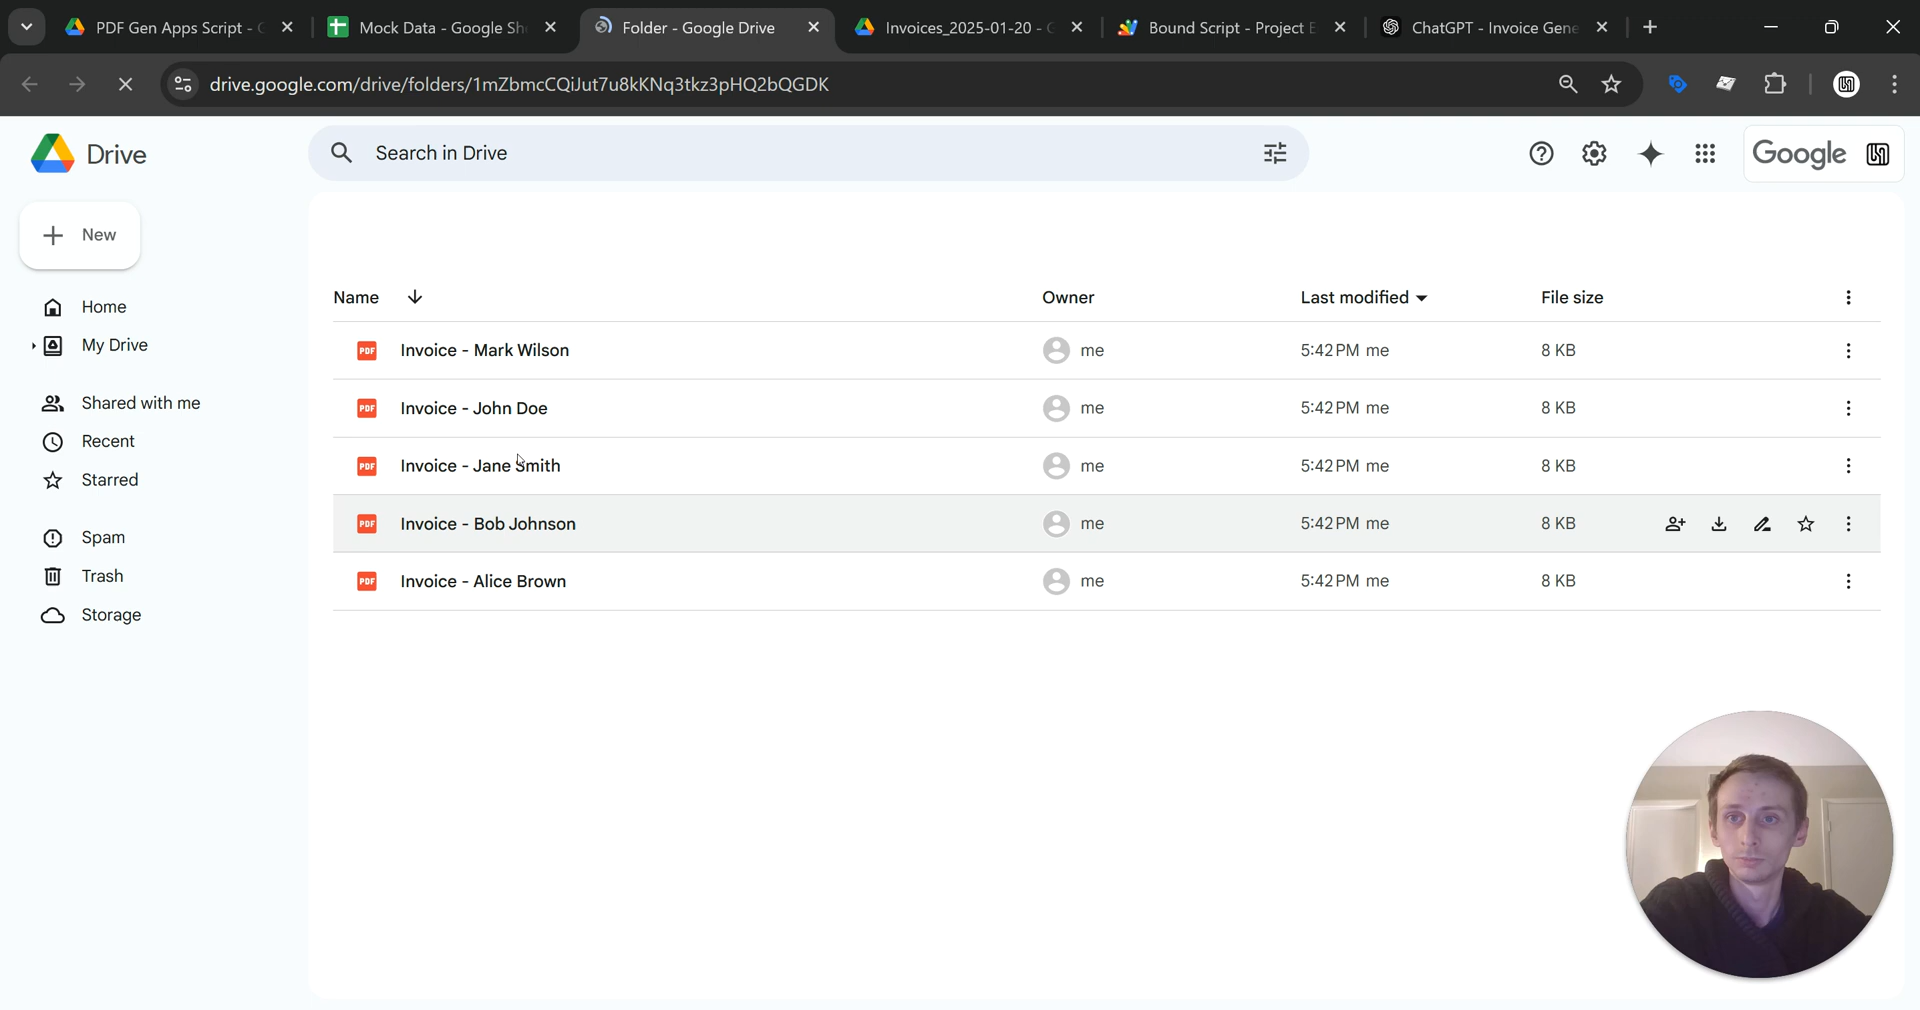 PDF Gen Apps Script -
Mock Data - Google Sh
Folder - Google Drive
Invoices_2025-01-20 -
Bound Script - Project E
ChatGPT - Invoice Gene
drive.google.com/drive/folders/1mZbmcCQiJut7u8kKNq3tkz3pHQ2bQGDK
Drive
Search in Drive
Google
New
Home
My Drive
Shared with me
Recent
Starred
Spam
Trash
Storage
Name Owner Last modified File size
PDF Invoice - Mark Wilson me 5:42 PM me 8 KB
PDF Invoice - John Doe me 5:42 PM me 8 KB
PDF Invoice - Jane Smith me 5:42 PM me 8 KB
PDF Invoice - Bob Johnson me 5:42 PM me 8 KB
PDF Invoice - Alice Brown me 5:42 PM me 8 KB